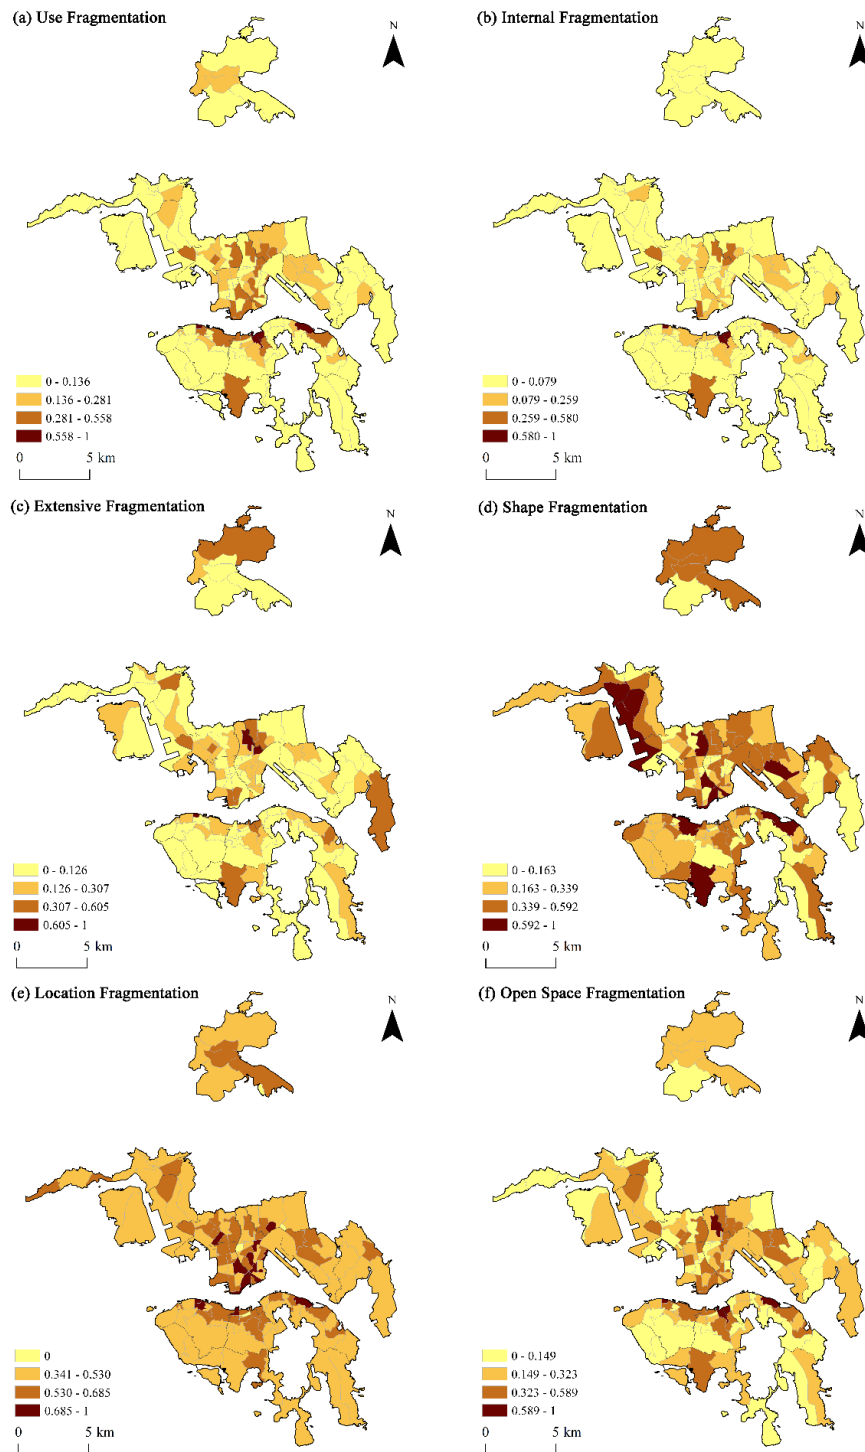 (a) Use Fragmentation
N
0 - 0.136
0.136 - 0.281
0.281 - 0.558
0.558 - 1
0 5 km
(b) Internal Fragmentation
N
0 - 0.079
0.079 - 0.259
0.259 - 0.580
0.580 - 1
0 5 km
(c) Extensive Fragmentation
N
0 - 0.126
0.126 - 0.307
0.307 - 0.605
0.605 - 1
0 5 km
(d) Shape Fragmentation
N
0 - 0.163
0.163 - 0.339
0.339 - 0.592
0.592 - 1
0 5 km
(e) Location Fragmentation
N
0
0.341 - 0.530
0.530 - 0.685
0.685 - 1
0 5 km
(f) Open Space Fragmentation
N
0 - 0.149
0.149 - 0.323
0.323 - 0.589
0.589 - 1
0 5 km